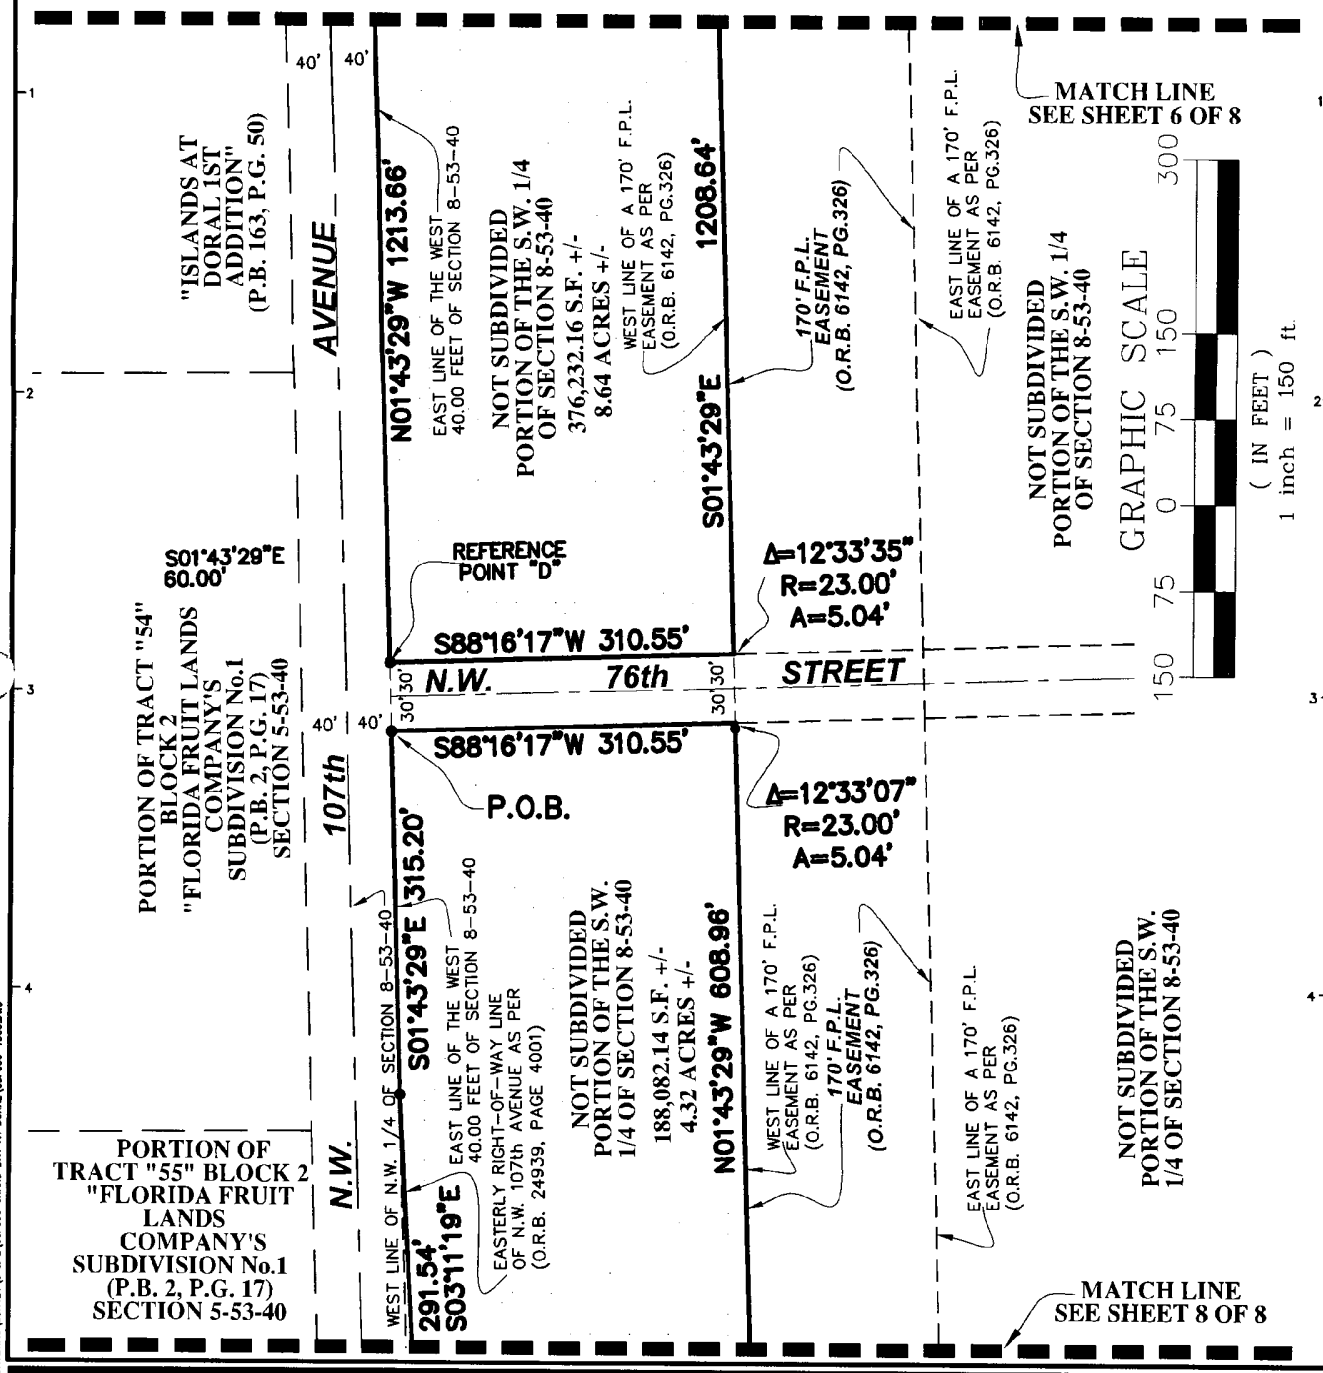 40'
40'
MATCH LINE
SEE SHEET 6 OF 8
1
1
"ISLANDS AT
DORAL 1ST
ADDITION"
(P.B. 163, P.G. 50)
AVENUE
N01°43'29"W 1213.66'
EAST LINE OF THE WEST
40.00 FEET OF SECTION 8-53-40
NOT SUBDIVIDED
PORTION OF THE S.W. 1/4
OF SECTION 8-53-40
376,232.16 S.F. +/-
8.64 ACRES +/-
WEST LINE OF A 170' F.P.L.
EASEMENT AS PER
(O.R.B. 6142, PG.326)
1208.64'
S01°43'29"E
170' F.P.L.
EASEMENT
(O.R.B. 6142, PG.326)
EAST LINE OF A 170' F.P.L.
EASEMENT AS PER
(O.R.B. 6142, PG.326)
NOT SUBDIVIDED
PORTION OF THE S.W. 1/4
OF SECTION 8-53-40
GRAPHIC SCALE
300
150
75
0
75
150
( IN FEET )
1 inch = 150 ft.
2
2
S01°43'29"E
60.00'
REFERENCE
POINT "D"
Δ=12°33'35"
R=23.00'
A=5.04'
S88°16'17"W 310.55'
N.W.
76th
STREET
30'
30'
30'
30'
3
3
40'
40'
S88°16'17"W 310.55'
PORTION OF TRACT "54"
BLOCK 2
"FLORIDA FRUIT LANDS
COMPANY'S
SUBDIVISION No.1
(P.B. 2, P.G. 17)
SECTION 5-53-40
107th
P.O.B.
Δ=12°33'07"
R=23.00'
A=5.04'
S01°43'29"E 315.20'
WEST LINE OF N.W. 1/4 OF SECTION 8-53-40
EAST LINE OF THE WEST
40.00 FEET OF SECTION 8-53-40
EASTERLY RIGHT-OF-WAY LINE
OF N.W. 107th AVENUE AS PER
(O.R.B. 24939, PAGE 4001)
NOT SUBDIVIDED
PORTION OF THE S.W.
1/4 OF SECTION 8-53-40
188,082.14 S.F. +/-
4.32 ACRES +/-
N01°43'29"W 608.96'
WEST LINE OF A 170' F.P.L.
EASEMENT AS PER
(O.R.B. 6142, PG.326)
170' F.P.L.
EASEMENT
(O.R.B. 6142, PG.326)
EAST LINE OF A 170' F.P.L.
EASEMENT AS PER
(O.R.B. 6142, PG.326)
NOT SUBDIVIDED
PORTION OF THE S.W.
1/4 OF SECTION 8-53-40
4
4
PORTION OF
TRACT "55" BLOCK 2
"FLORIDA FRUIT
LANDS
COMPANY'S
SUBDIVISION No.1
(P.B. 2, P.G. 17)
SECTION 5-53-40
N.W.
291.54'
S03°11'19"E
MATCH LINE
SEE SHEET 8 OF 8